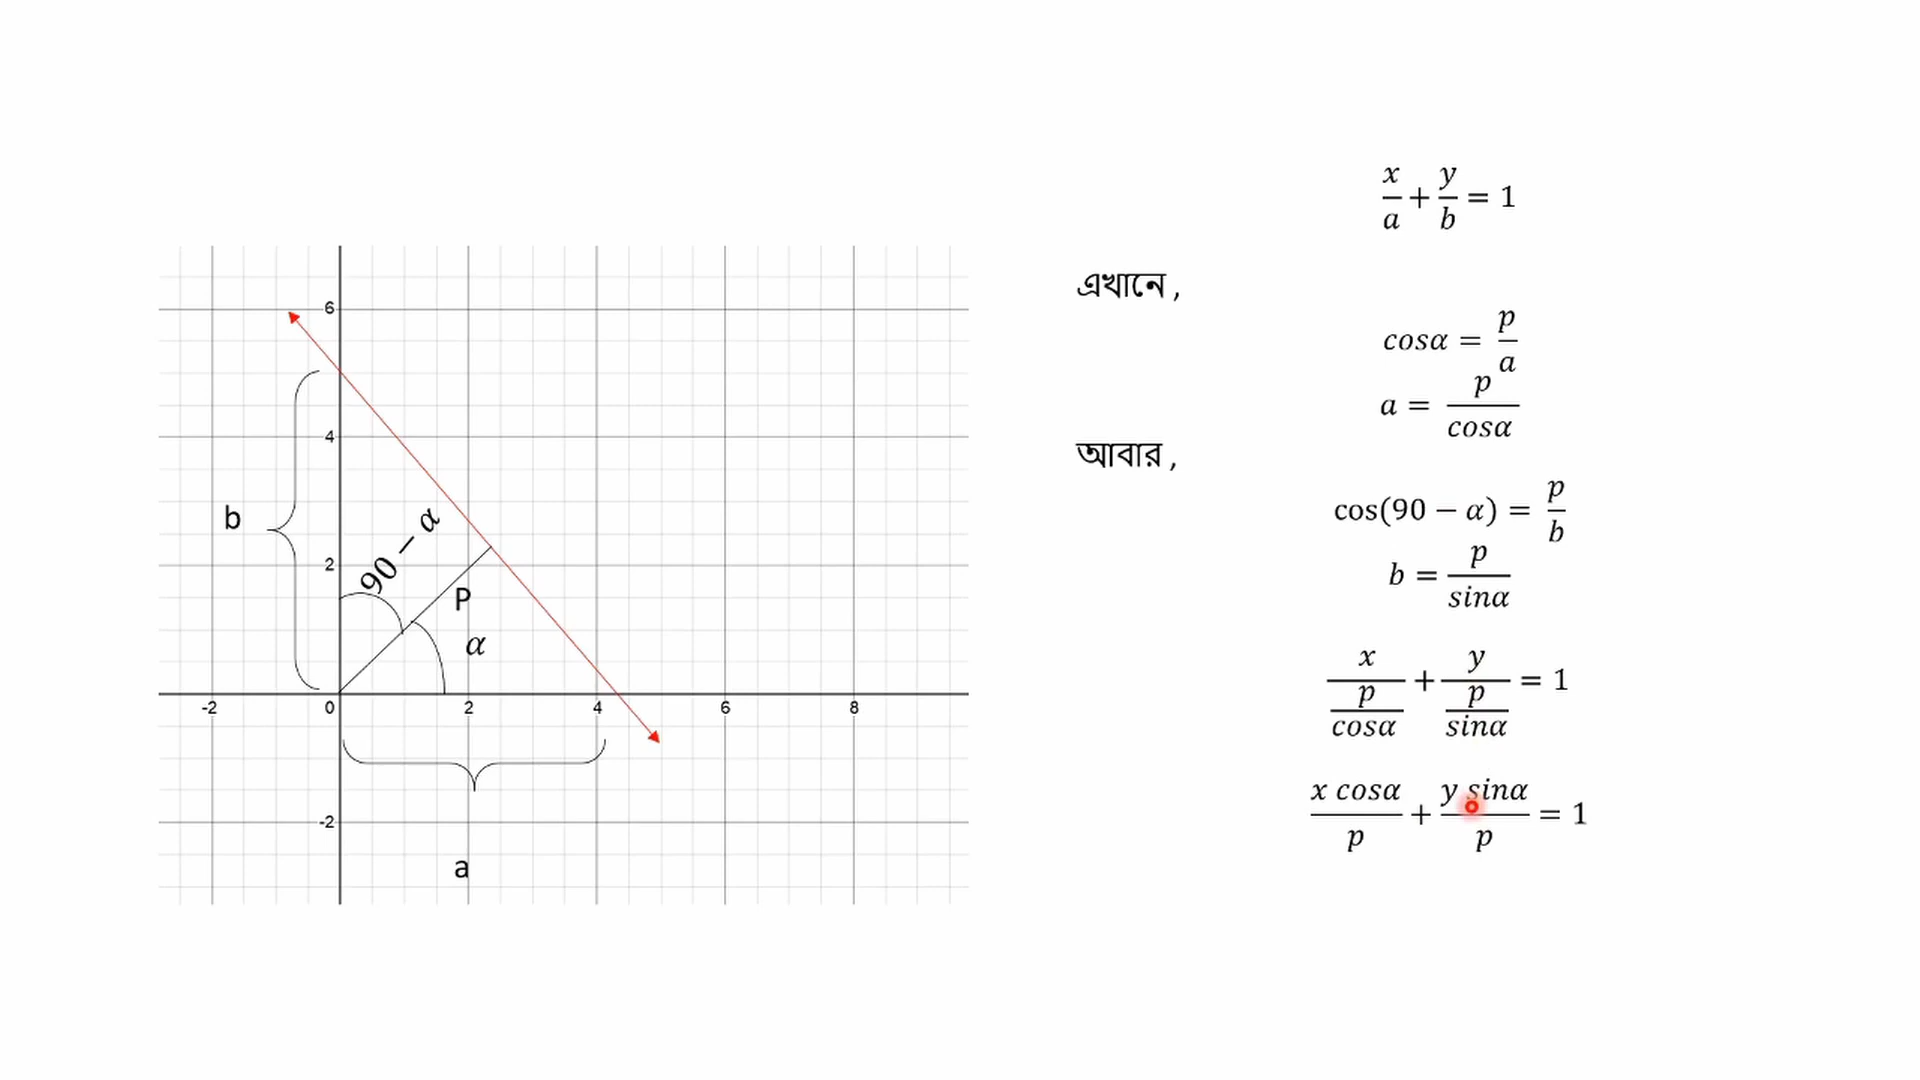 x/a + y/b = 1
এখানে ,
cosα = p/a
a = p/cosα
আবার ,
cos(90 − α) = p/b
b = p/sinα
x/(p/cosα) + y/(p/sinα) = 1
x cosα/p + y sinα/p = 1
6
4
b
90 − α
2
P
α
-2
0
2
4
6
8
-2
a